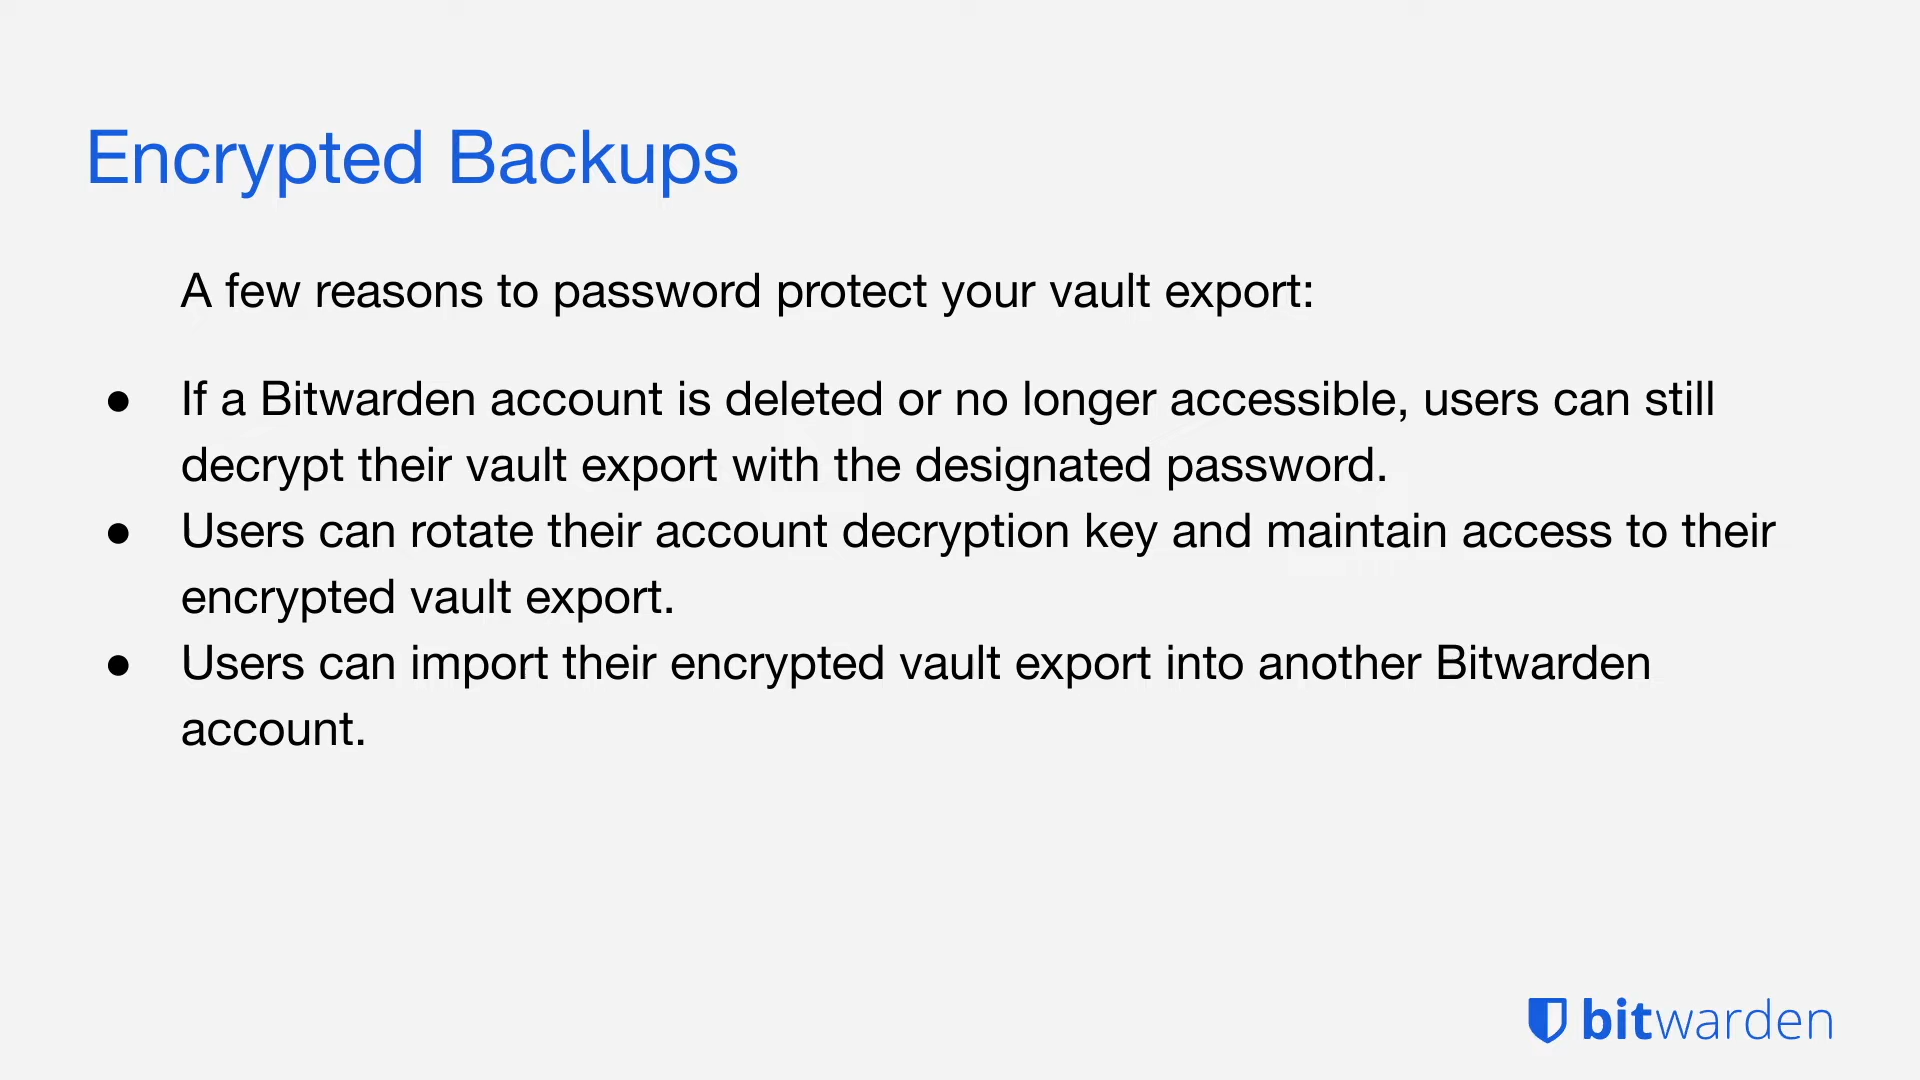 Encrypted Backups
A few reasons to password protect your vault export:
● If a Bitwarden account is deleted or no longer accessible, users can still
decrypt their vault export with the designated password.
● Users can rotate their account decryption key and maintain access to their
encrypted vault export.
● Users can import their encrypted vault export into another Bitwarden
account.
bitwarden